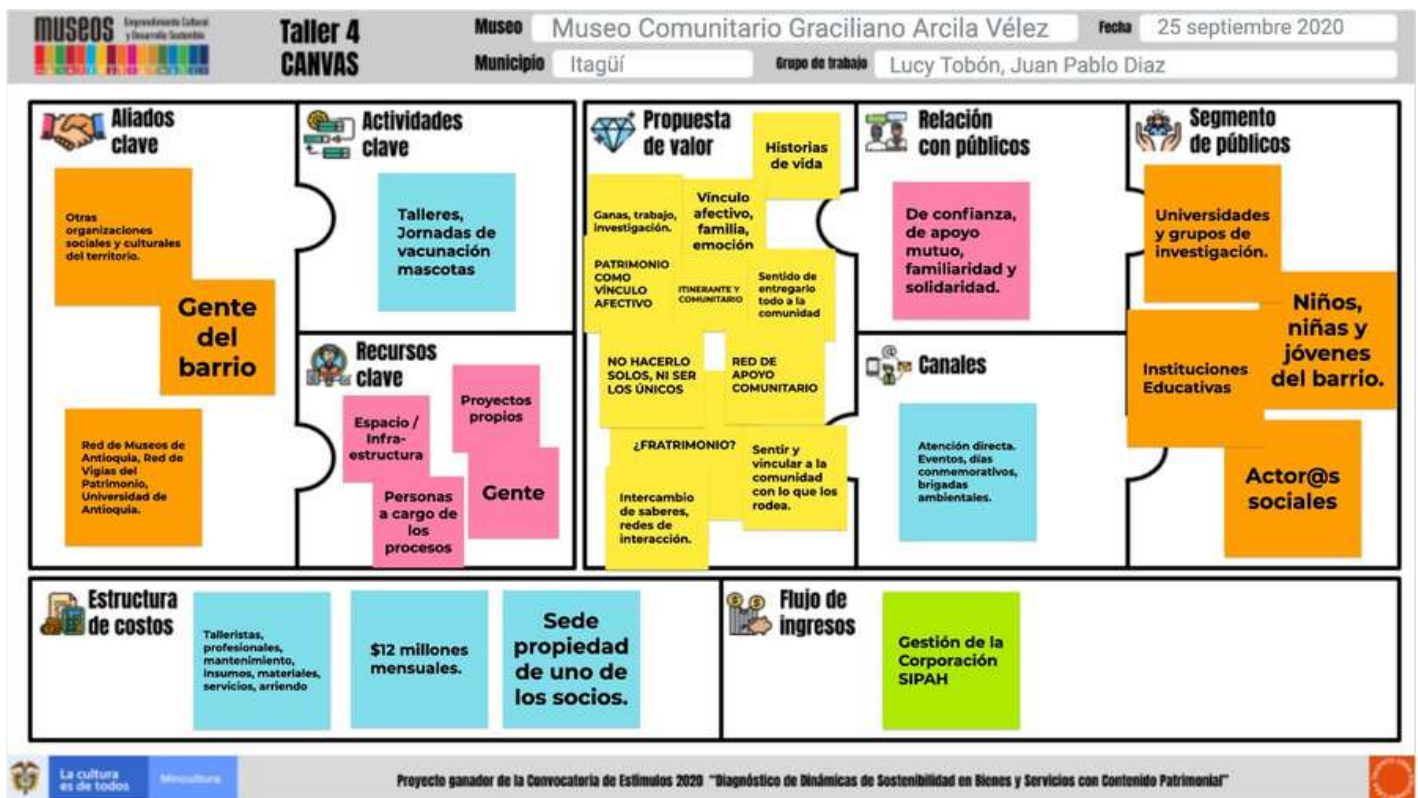 museos Emprendimiento Cultural
y Desarrollo Sostenible
Taller 4
CANVAS
Museo Museo Comunitario Graciliano Arcila Vélez Fecha 25 septiembre 2020
Municipio Itagüí Grupo de trabajo Lucy Tobón, Juan Pablo Diaz
Aliados
clave
Otras
organizaciones
sociales y culturales
del territorio.
Gente
del
barrio
Red de Museos de
Antioquia, Red de
Vigías del
Patrimonio,
Universidad de
Antioquia.
Actividades
clave
Talleres,
Jornadas de
vacunación
mascotas
Recursos
clave
Proyectos
propios
Espacio /
Infra-
estructura
Gente
Personas
a cargo de
los
procesos
Propuesta
de valor
Historias
de vida
Ganas, trabajo,
investigación.
Vínculo
afectivo,
familia,
emoción
PATRIMONIO
COMO
VÍNCULO
AFECTIVO
ITINERANTE Y
COMUNITARIO
Sentido de
entregarlo
todo a la
comunidad
NO HACERLO
SOLOS, NI SER
LOS ÚNICOS
RED DE
APOYO
COMUNITARIO
¿FRATRIMONIO?
Sentir y
vincular a la
comunidad
con lo que los
rodea.
Intercambio
de saberes,
redes de
interacción.
Relación
con públicos
De confianza,
de apoyo
mutuo,
familiaridad y
solidaridad.
Canales
Atención directa.
Eventos, días
conmemorativos,
brigadas
ambientales.
Segmento
de públicos
Universidades
y grupos de
investigación.
Niños,
niñas y
jóvenes
del barrio.
Instituciones
Educativas
Actor@s
sociales
Estructura
de costos
Talleristas,
profesionales,
mantenimiento,
insumos, materiales,
servicios, arriendo
$12 millones
mensuales.
Sede
propiedad
de uno de
los socios.
Flujo de
ingresos
Gestión de la
Corporación
SIPAH
La cultura
es de todos
Mincultura
Proyecto ganador de la Convocatoria de Estímulos 2020 "Diagnóstico de Dinámicas de Sostenibilidad en Bienes y Servicios con Contenido Patrimonial"